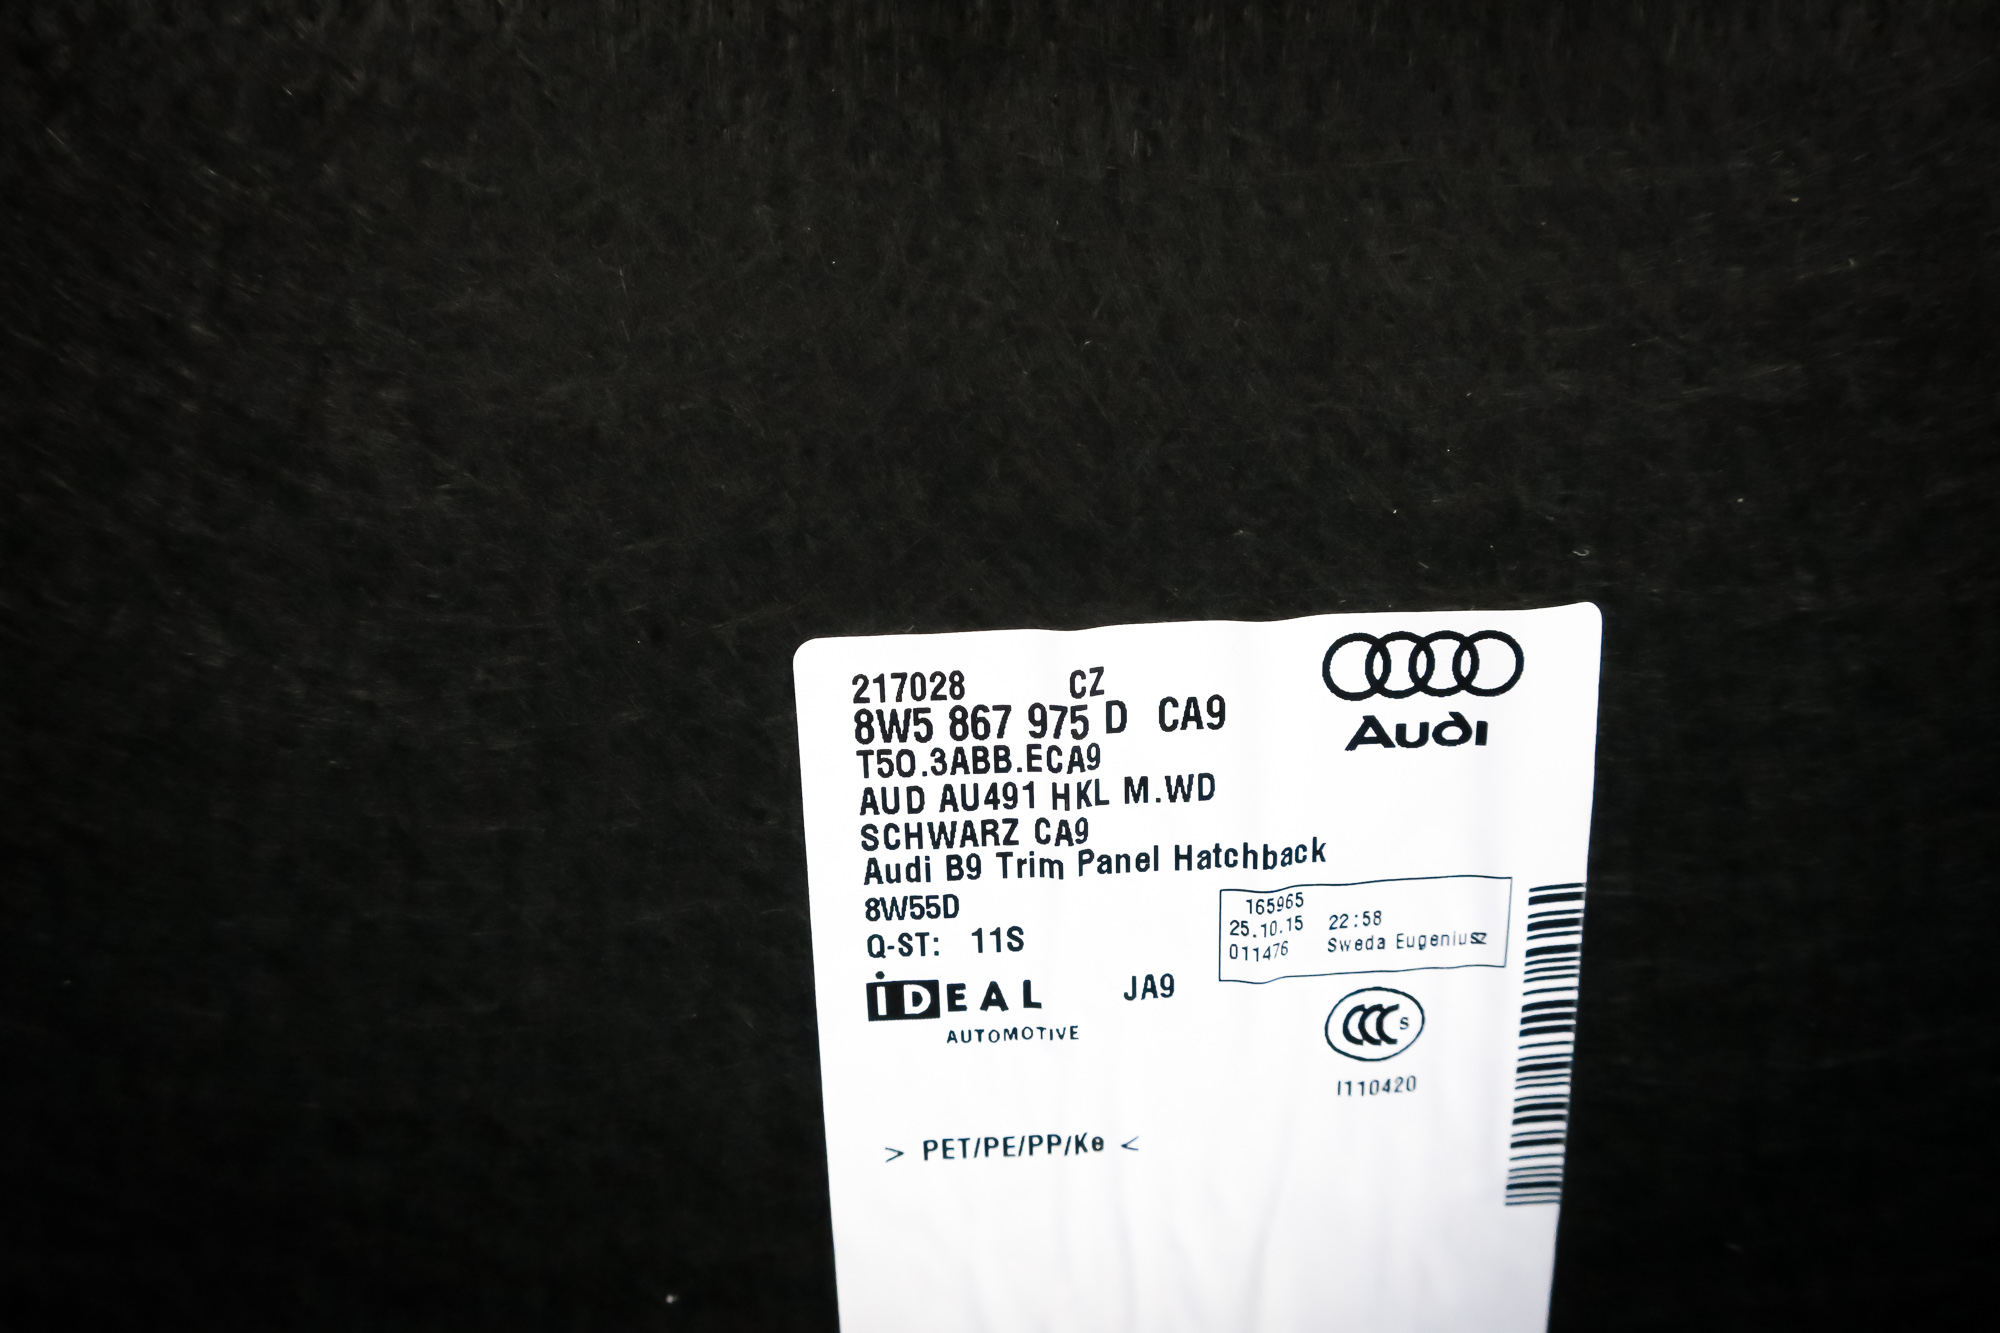 217028 CZ
8W5 867 975 D CA9
T50.3ABB.ECA9
AUD AU491 HKL M.WD
SCHWARZ CA9
Audi B9 Trim Panel Hatchback
8W55D
Q-ST: 11S
iDEAL JA9
AUTOMOTIVE
> PET/PE/PP/Ke <
Audi
165965
25.10.15 22:58
011476 Sweda Eugeniusz
CCC S
I110420